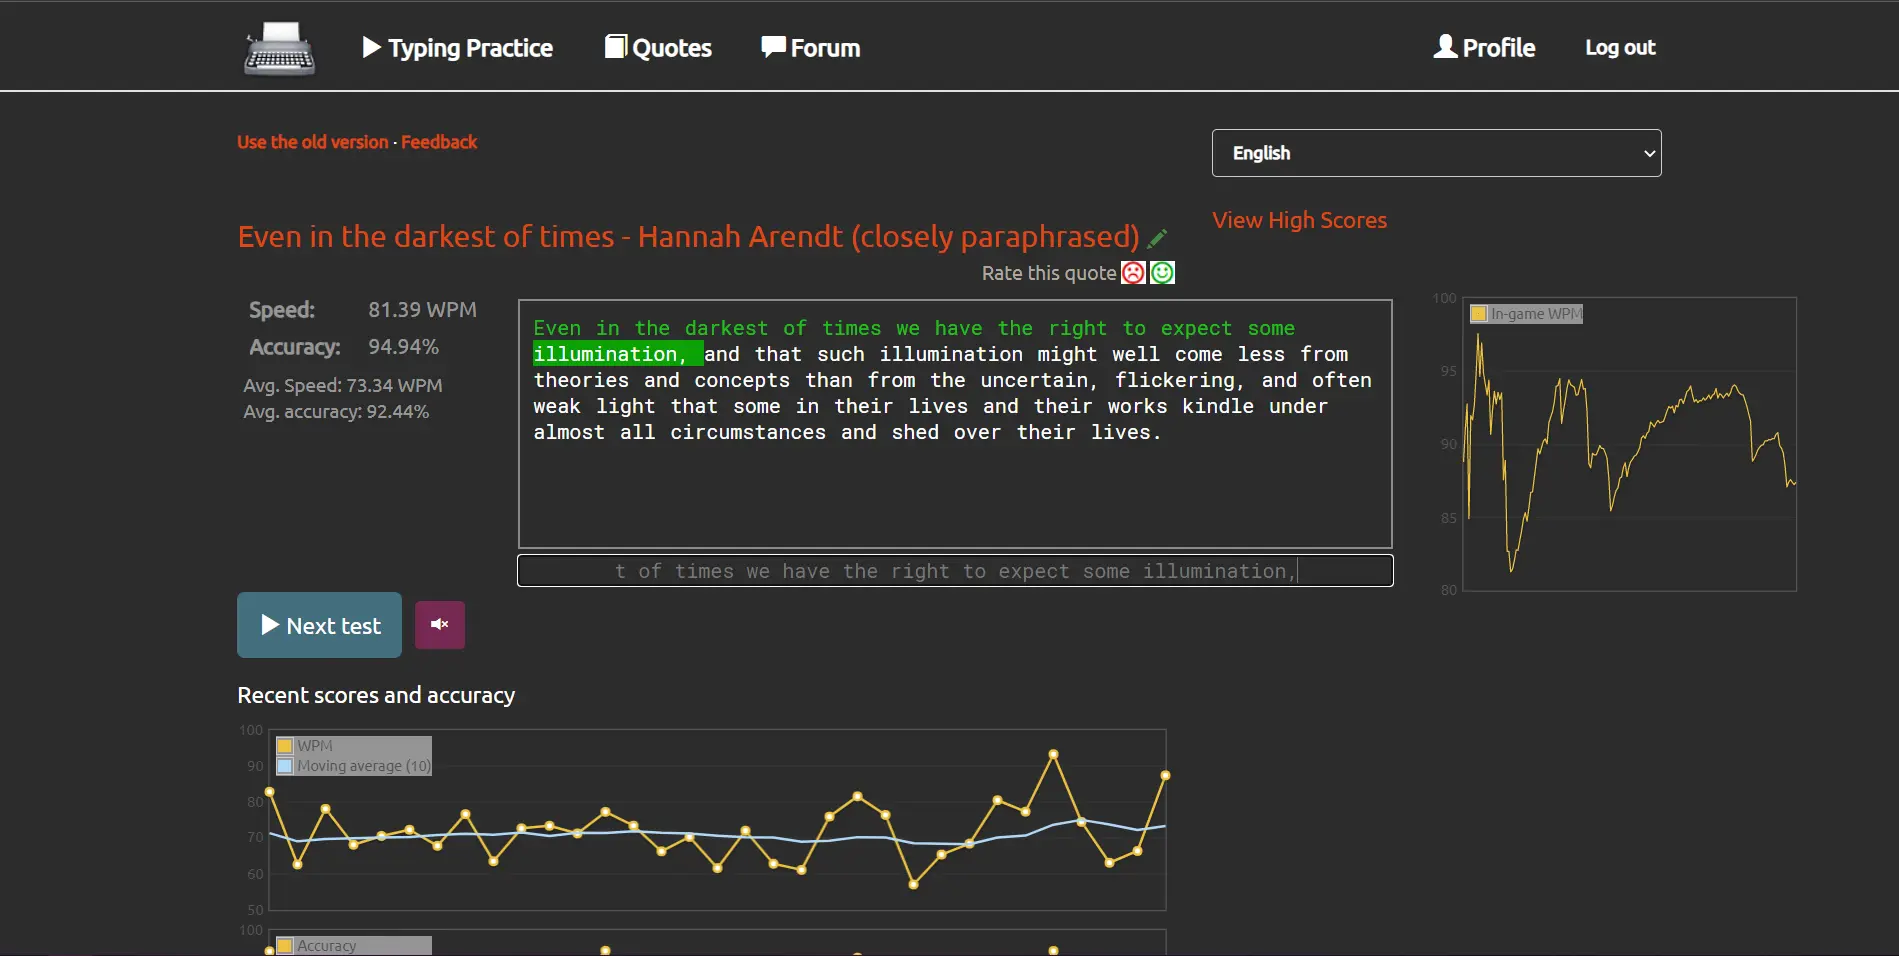 Typing Practice
Quotes
Forum
Profile
Log out
Use the old version · Feedback
English
View High Scores
Even in the darkest of times - Hannah Arendt (closely paraphrased)
Rate this quote
Speed: 81.39 WPM
Accuracy: 94.94%
Avg. Speed: 73.34 WPM
Avg. accuracy: 92.44%
Even in the darkest of times we have the right to expect some
illumination, and that such illumination might well come less from
theories and concepts than from the uncertain, flickering, and often
weak light that some in their lives and their works kindle under
almost all circumstances and shed over their lives.
t of times we have the right to expect some illumination,
100
In-game WPM
95
90
85
80
Next test
Recent scores and accuracy
100
WPM
Moving average (10)
90
80
70
60
50
100
Accuracy